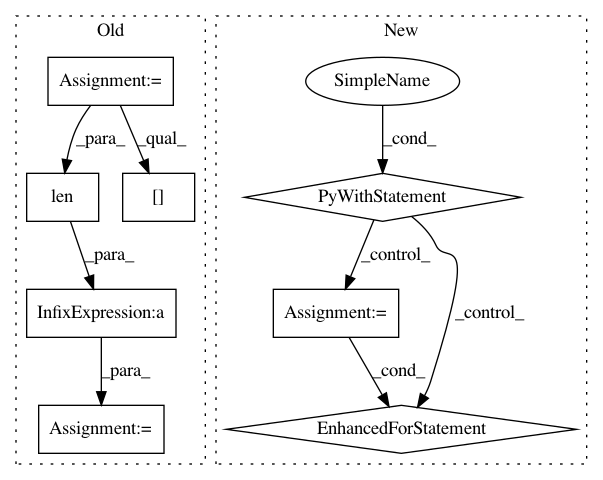 Old
New
Assignment:=
SimpleName
_para_
_qual_
_cond_
len
[]
PyWithStatement
_para_
_control_
InfixExpression:a
Assignment:=
_control_
_para_
_cond_
Assignment:=
EnhancedForStatement